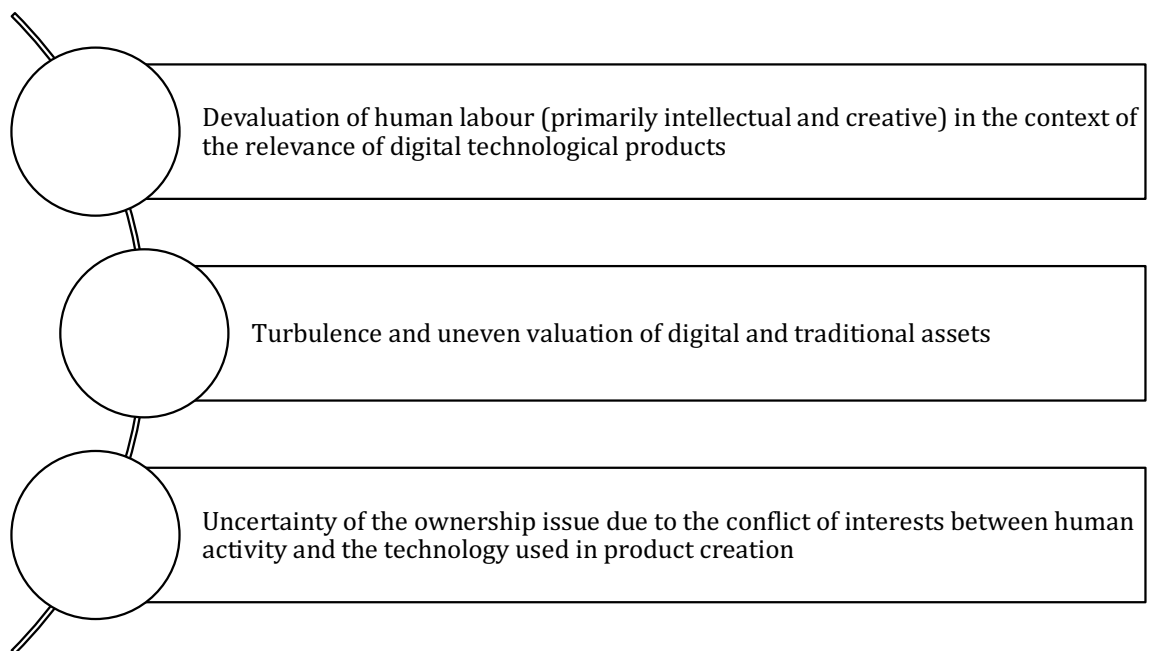 Devaluation of human labour (primarily intellectual and creative) in the context of
the relevance of digital technological products
Turbulence and uneven valuation of digital and traditional assets
Uncertainty of the ownership issue due to the conflict of interests between human
activity and the technology used in product creation